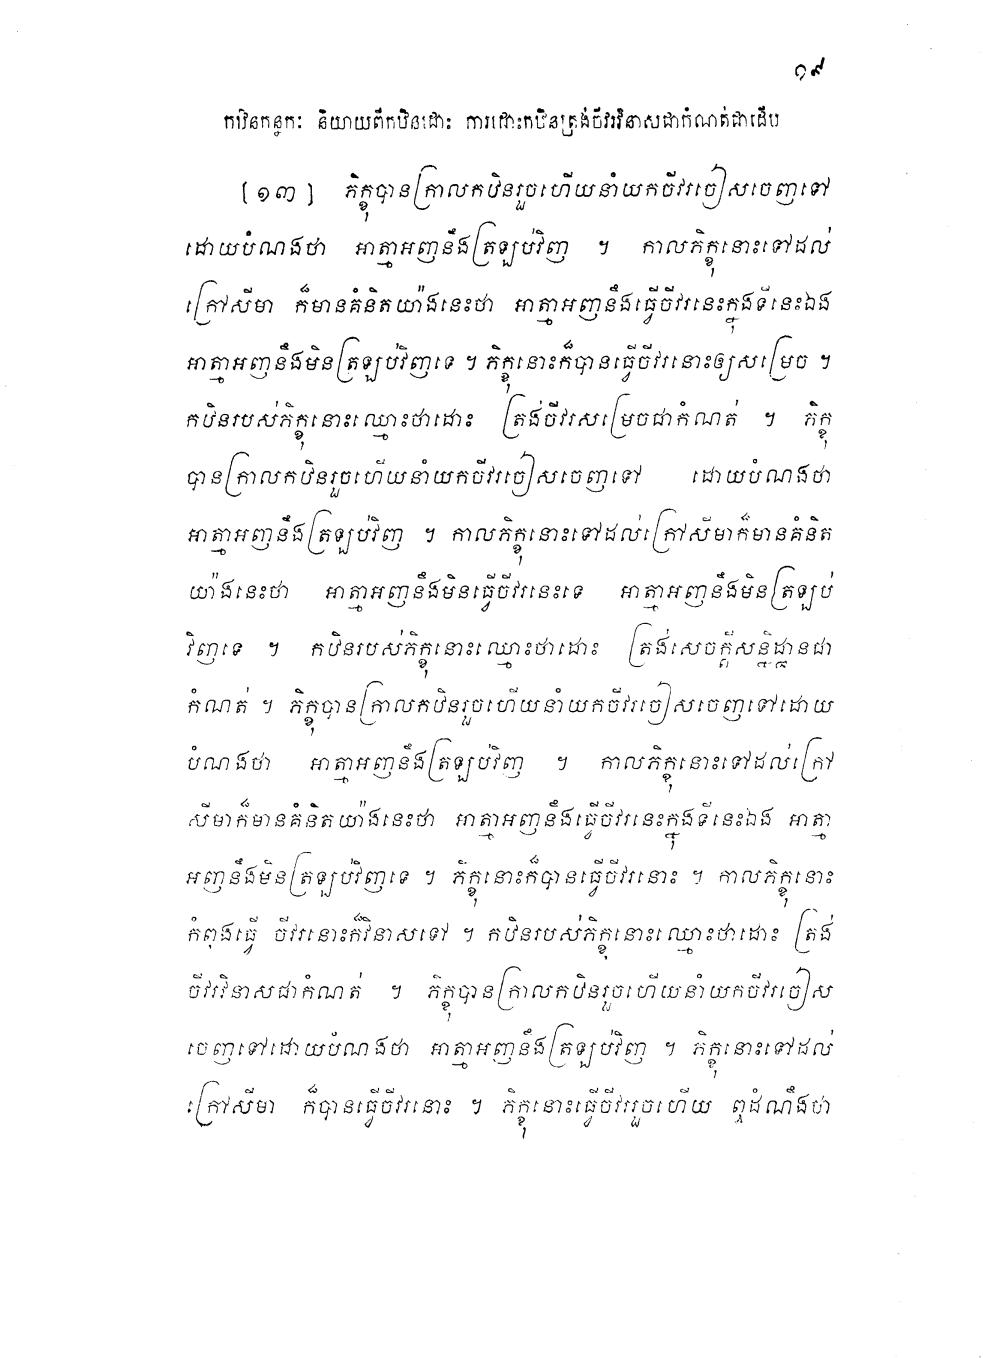 ១៩
កឋិនកន្ធកៈ និយាយពីកឋិនដោះ ការដោះកឋិនត្រង់ចីវរវិនាសជាកំណត់ជាដើម
[១៣] ភិក្ខុបានក្រាលកឋិនរួចហើយនាំយកចីវរចៀសចេញទៅ
ដោយបំណងថា អាត្មាអញនឹងត្រឡប់វិញ ។ កាលភិក្ខុនោះទៅដល់
ក្រៅសីមា ក៏មានគំនិតយ៉ាងនេះថា អាត្មាអញនឹងធ្វើចីវរនេះក្នុងទីនេះឯង
អាត្មាអញនឹងមិនត្រឡប់វិញទេ ។ ភិក្ខុនោះក៏បានធ្វើចីវរនោះឲ្យសម្រេច ។
កឋិនរបស់ភិក្ខុនោះឈ្មោះថាដោះ ត្រង់ចីវរសម្រេចជាកំណត់ ។ ភិក្ខុ
បានក្រាលកឋិនរួចហើយនាំយកចីវរចៀសចេញទៅ ដោយបំណងថា
អាត្មាអញនឹងត្រឡប់វិញ ។ កាលភិក្ខុនោះទៅដល់ក្រៅសីមាក៏មានគំនិត
យ៉ាងនេះថា អាត្មាអញនឹងមិនធ្វើចីវរនេះទេ អាត្មាអញនឹងមិនត្រឡប់
វិញទេ ។ កឋិនរបស់ភិក្ខុនោះឈ្មោះថាដោះ ត្រង់សេចក្តីសន្និដ្ឋានជា
កំណត់ ។ ភិក្ខុបានក្រាលកឋិនរួចហើយនាំយកចីវរចៀសចេញទៅដោយ
បំណងថា អាត្មាអញនឹងត្រឡប់វិញ ។ កាលភិក្ខុនោះទៅដល់ក្រៅ
សីមាក៏មានគំនិតយ៉ាងនេះថា អាត្មាអញនឹងធ្វើចីវរនេះក្នុងទីនេះឯង អាត្មា
អញនឹងមិនត្រឡប់វិញទេ ។ ភិក្ខុនោះក៏បានធ្វើចីវរនោះ ។ កាលភិក្ខុនោះ
កំពុងធ្វើ ចីវរនោះក៏វិនាសទៅ ។ កឋិនរបស់ភិក្ខុនោះឈ្មោះថាដោះ ត្រង់
ចីវរវិនាសជាកំណត់ ។ ភិក្ខុបានក្រាលកឋិនរួចហើយនាំយកចីវរចៀស
ចេញទៅដោយបំណងថា អាត្មាអញនឹងត្រឡប់វិញ ។ ភិក្ខុនោះទៅដល់
ក្រៅសីមា ក៏បានធ្វើចីវរនោះ ។ ភិក្ខុនោះធ្វើចីវររួចហើយ ឮដំណឹងថា